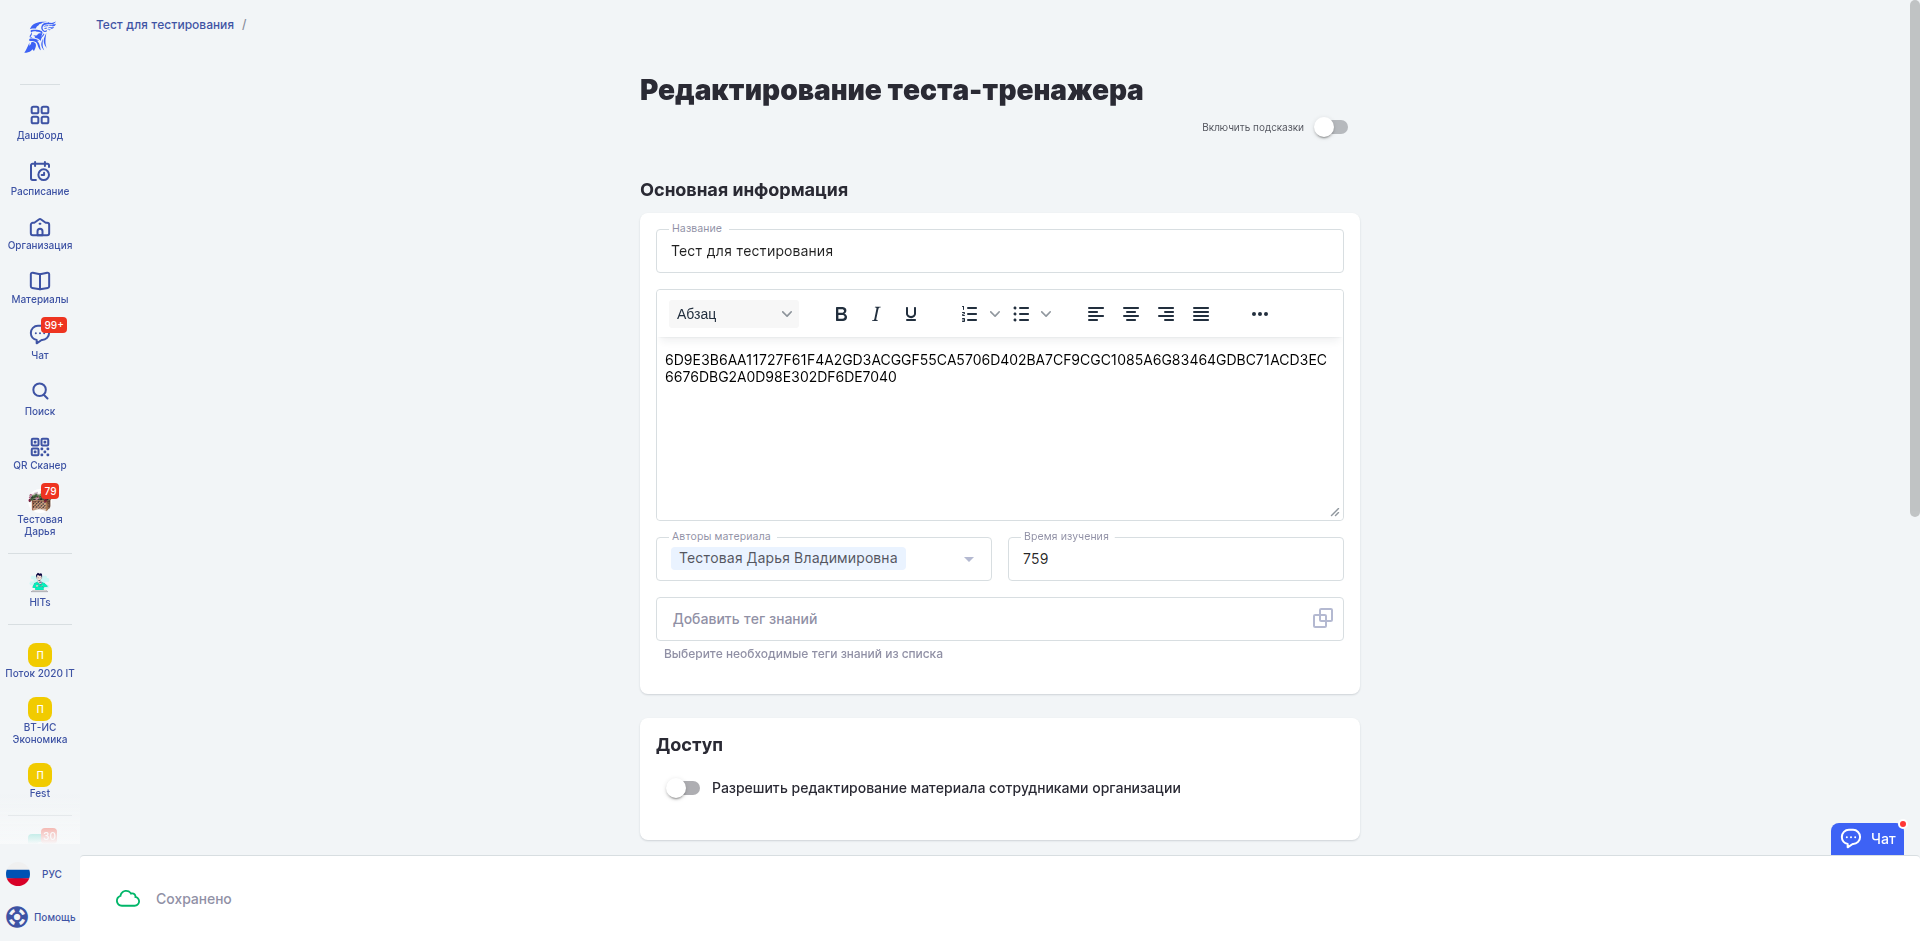 Тест для тестирования /
Дашборд
Расписание
Организация
Материалы
99+
Чат
Поиск
QR Сканер
79
Тестовая
Дарья
HITs
П
Поток 2020 IT
П
ВТ-ИС
Экономика
П
Fest
30
РУС
Помощь
Редактирование теста-тренажера
Включить подсказки
Основная информация
Название
Тест для тестирования
Абзац B I U
6D9E3B6AA11727F61F4A2GD3ACGGF55CA5706D402BA7CF9CGC1085A6G83464GDBC71ACD3EC
6676DBG2A0D98E302DF6DE7040
Авторы материала
Тестовая Дарья Владимировна
Время изучения
759
Добавить тег знаний
Выберите необходимые теги знаний из списка
Доступ
Разрешить редактирование материала сотрудниками организации
Чат
Сохранено